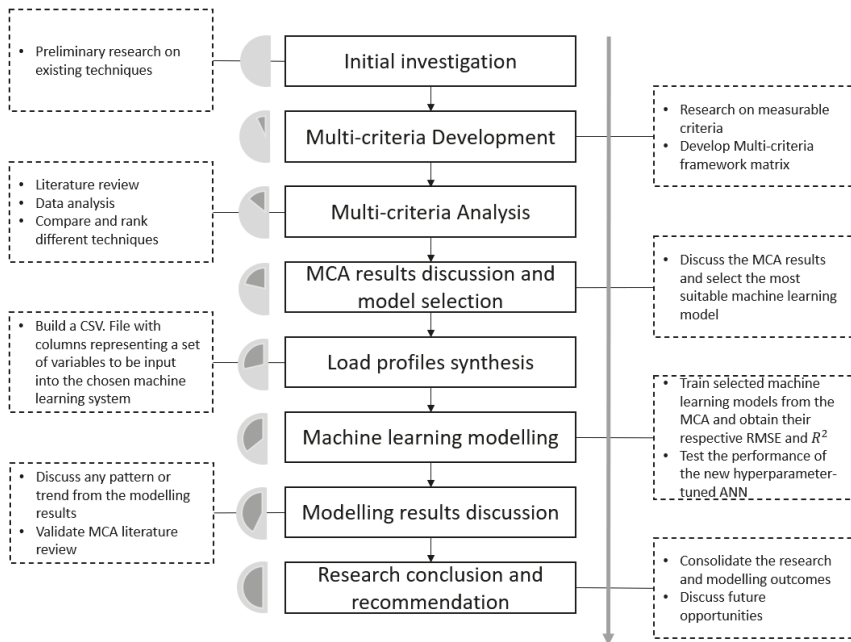 • Preliminary research on
existing techniques
Initial investigation
Multi-criteria Development
• Research on measurable
criteria
• Develop Multi-criteria
framework matrix
• Literature review
• Data analysis
• Compare and rank
different techniques
Multi-criteria Analysis
MCA results discussion and
model selection
• Discuss the MCA results
and select the most
suitable machine learning
model
• Build a CSV. File with
columns representing a set
of variables to be input
into the chosen machine
learning system
Load profiles synthesis
Machine learning modelling
• Train selected machine
learning models from the
the MCA and obtain their
respective RMSE and R²
• Test the performance of
the new hyperparameter-
tuned ANN
• Discuss any pattern or
trend from the modelling
results
• Validate MCA literature
review
Modelling results discussion
Research conclusion and
recommendation
• Consolidate the research
and modelling outcomes
• Discuss future
opportunities